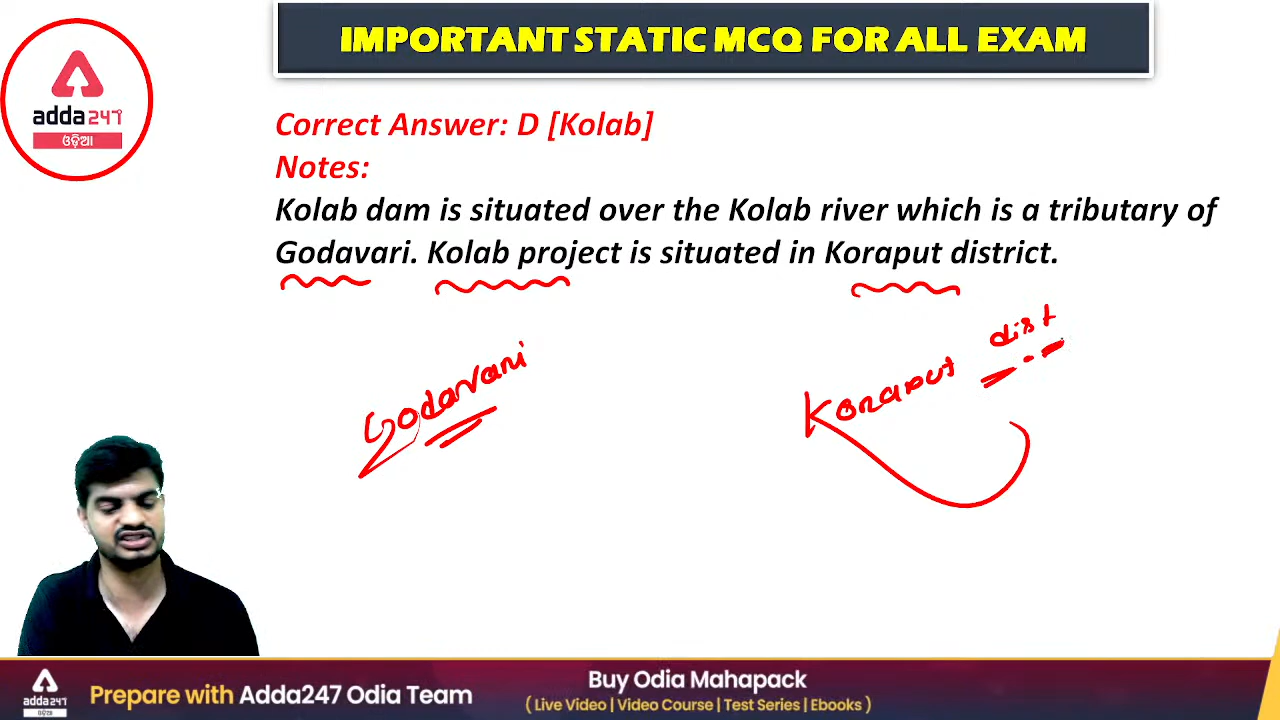 IMPORTANT STATIC MCQ FOR ALL EXAM
adda247
ଓଡ଼ିଆ
Correct Answer: D [Kolab]
Notes:
Kolab dam is situated over the Kolab river which is a tributary of
Godavari. Kolab project is situated in Koraput district.
Godavari
Koraput dist
adda247
ଓଡ଼ିଆ
Prepare with Adda247 Odia Team
Buy Odia Mahapack
( Live Video | Video Course | Test Series | Ebooks )